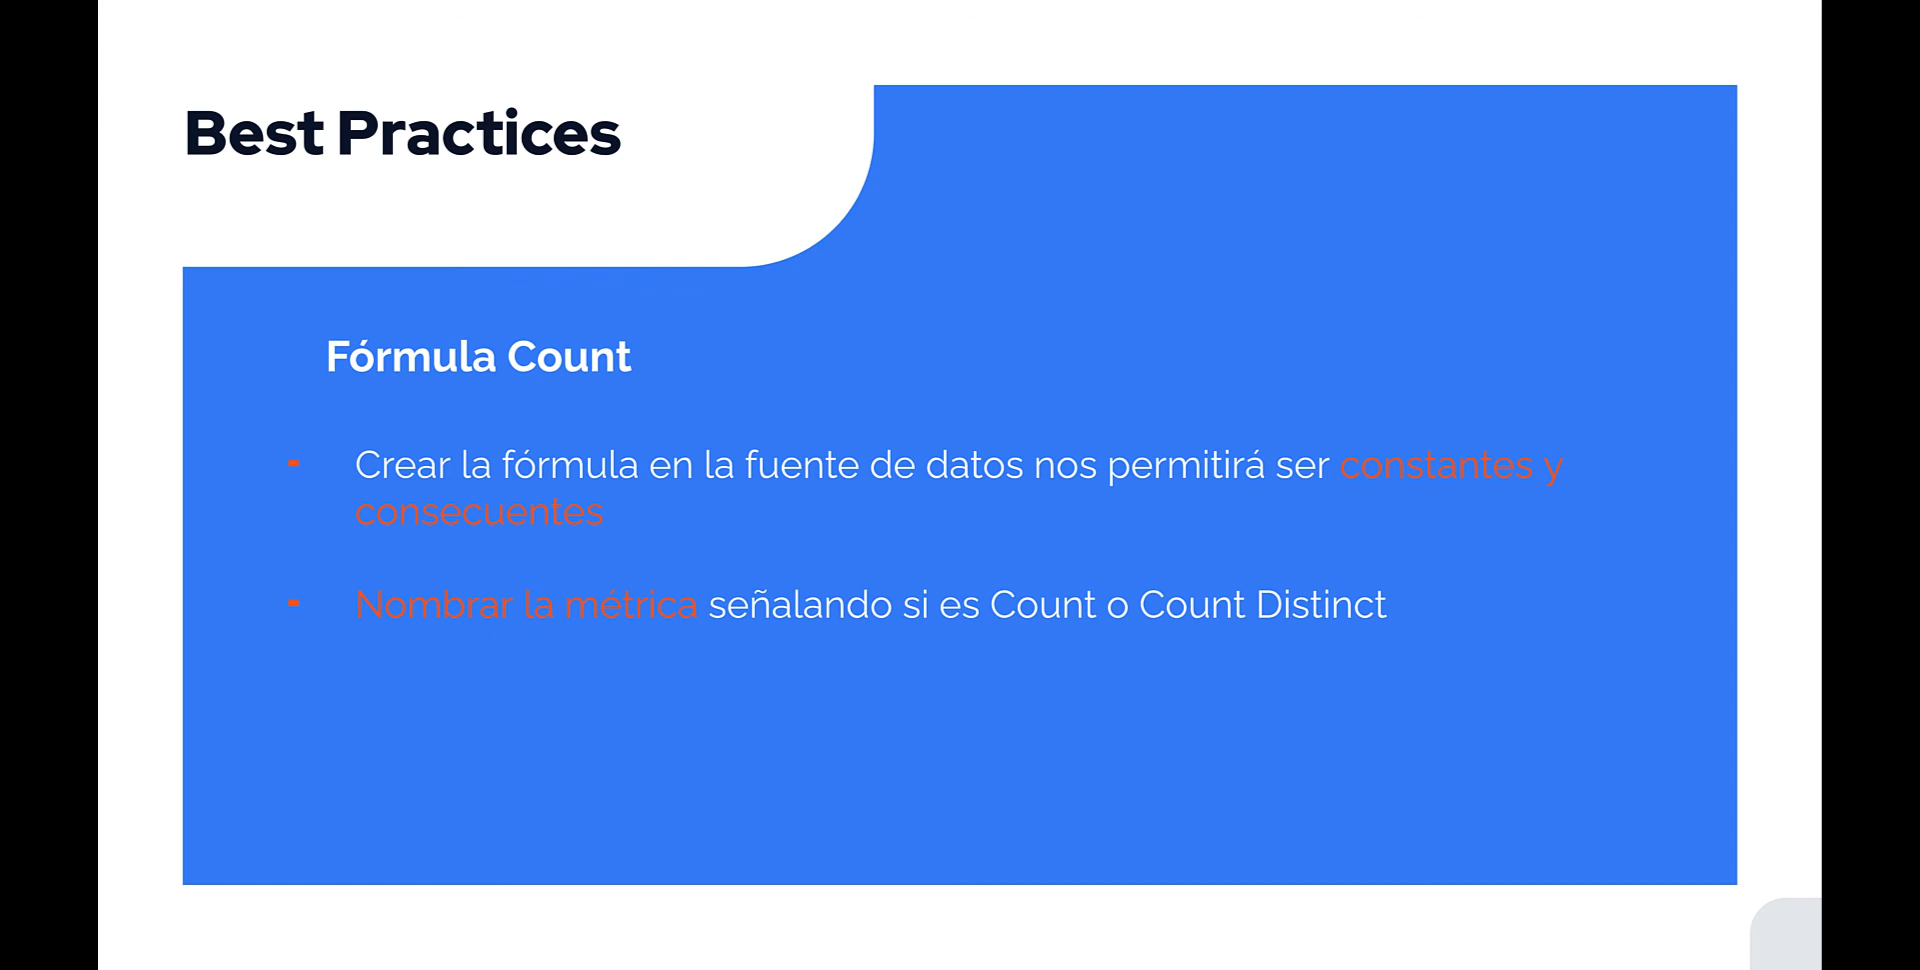 Best Practices
Fórmula Count
- Crear la fórmula en la fuente de datos nos permitirá ser constantes y
consecuentes
- Nombrar la métrica señalando si es Count o Count Distinct